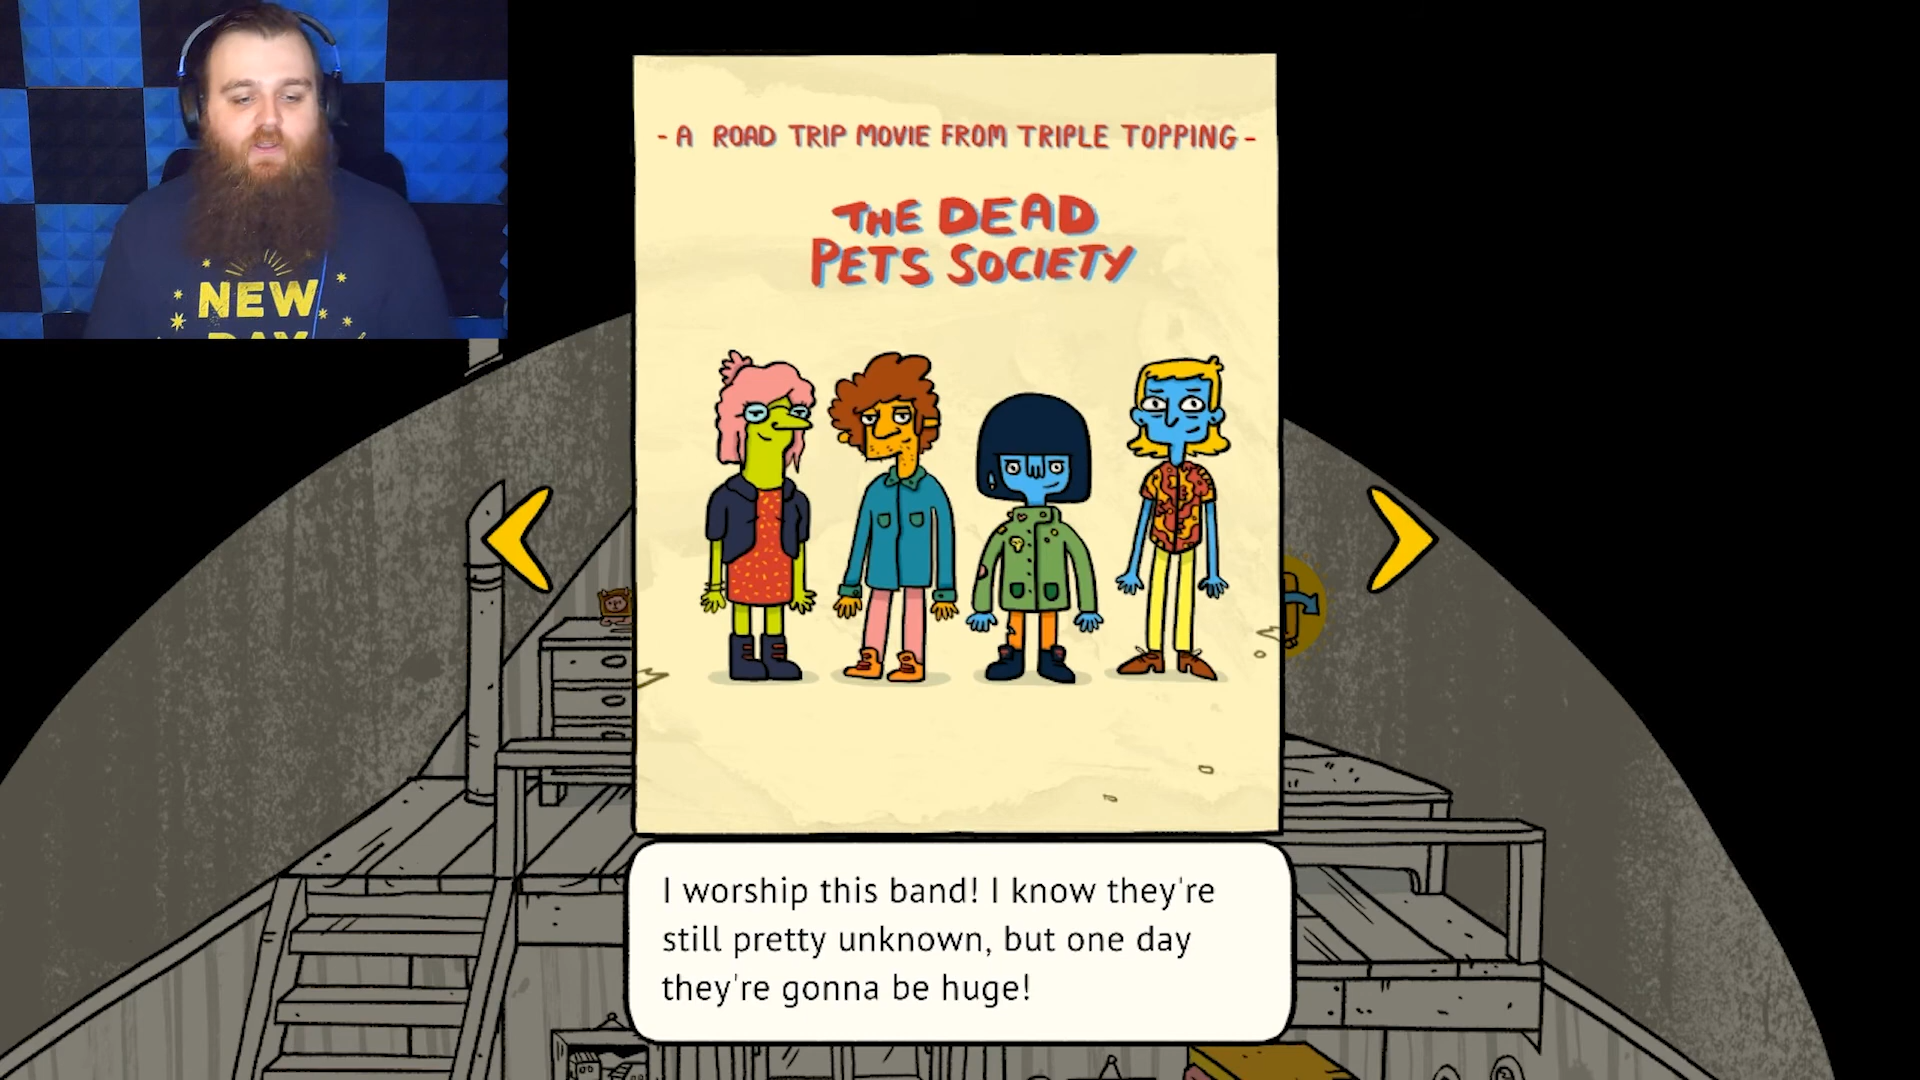 NEW
DAY
- A ROAD TRIP MOVIE FROM TRIPLE TOPPING -
THE DEAD
PETS SOCIETY
I worship this band! I know they're
still pretty unknown, but one day
they're gonna be huge!